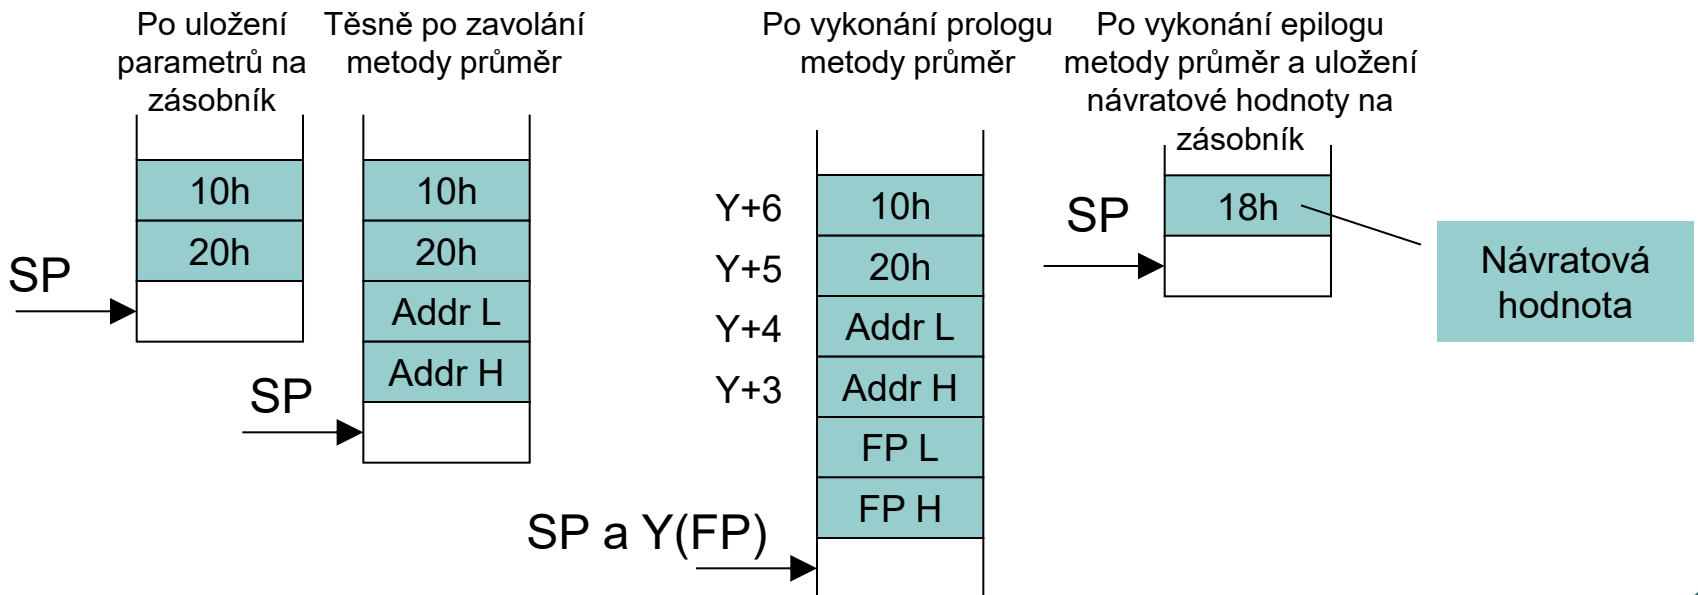 Po uložení
parametrů na
zásobník
10h
20h
SP
Těsně po zavolání
metody průměr
10h
20h
Addr L
Addr H
SP
Po vykonání prologu
metody průměr
Y+6
10h
Y+5
20h
Y+4
Addr L
Y+3
Addr H
FP L
FP H
SP a Y(FP)
Po vykonání epilogu
metody průměr a uložení
návratové hodnoty na
zásobník
SP
18h
Návratová
hodnota